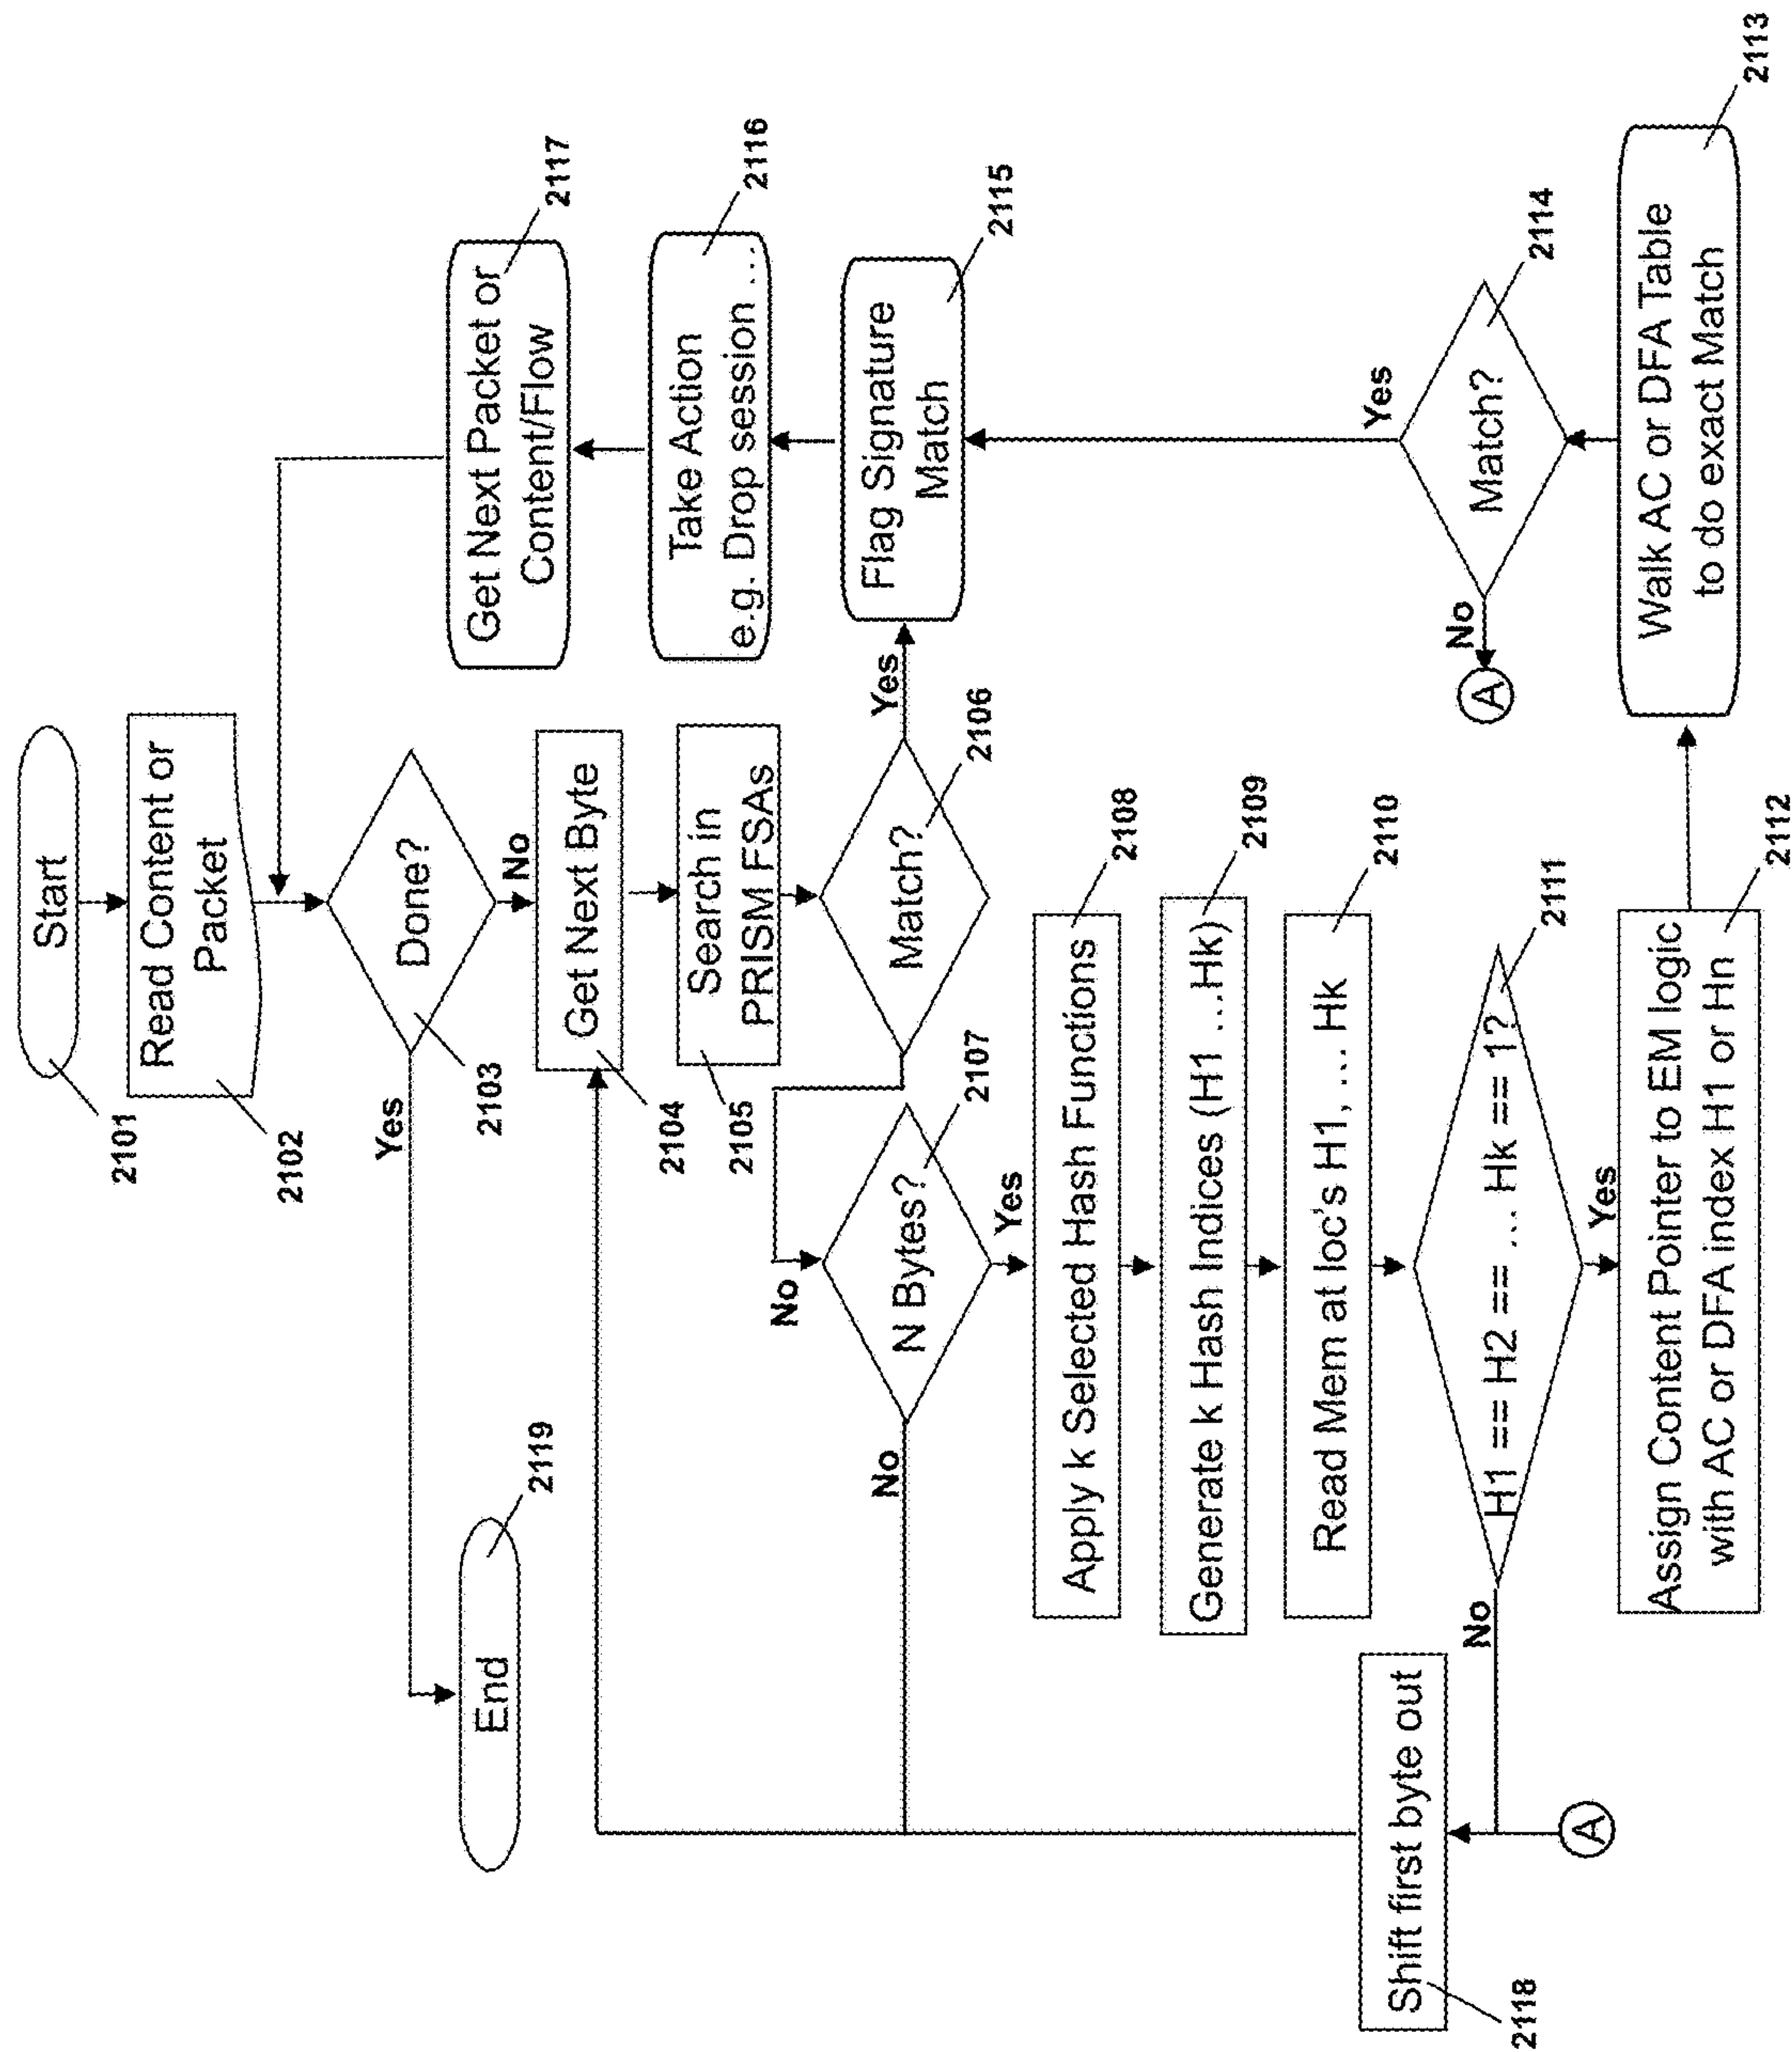 Start
2101
Read Content or
Packet
2102
Done?
2103
Yes
No
End
2119
Get Next Byte
2104
Search in
PRISM FSAs
2105
Match?
2106
Yes
No
N Bytes?
2107
No
Yes
Apply k Selected Hash Functions
2108
Generate k Hash Indices (H1 ...Hk)
2109
Read Mem at loc's H1, ... Hk
2110
H1 == H2 == ... Hk == 1?
2111
No
Yes
Shift first byte out
2118
A
Assign Content Pointer to EM logic
with AC or DFA index H1 or Hn
2112
Walk AC or DFA Table
to do exact Match
2113
Match?
2114
No
A
Yes
Flag Signature
Match
2115
Take Action
e.g. Drop session ...
2116
Get Next Packet or
Content/Flow
2117